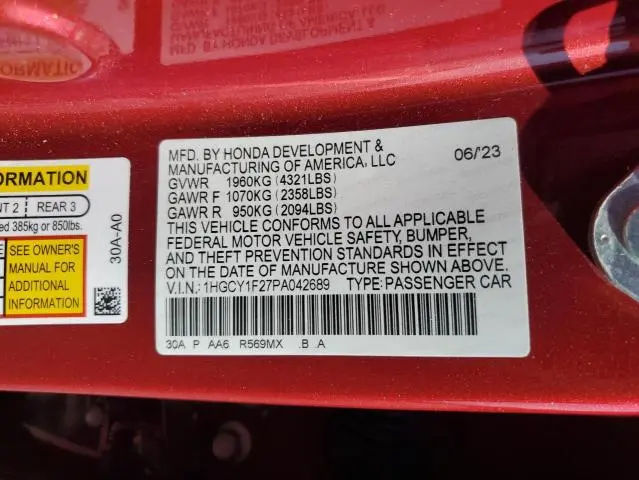 MFD. BY HONDA DEVELOPMENT &
MANUFACTURING OF AMERICA, LLC 06/'23
GVWR 1960KG (4321LBS)
GAWR F 1070KG (2358LBS)
GAWR R 950KG (2094LBS)
THIS VEHICLE CONFORMS TO ALL APPLICABLE
FEDERAL MOTOR VEHICLE SAFETY, BUMPER,
AND THEFT PREVENTION STANDARDS IN EFFECT
ON THE DATE OF MANUFACTURE SHOWN ABOVE.
V.I.N.: 1HGCY1F27PA042689 TYPE:PASSENGER CAR
30A P AA6 R569MX .B .A
ORMATION
NT 2 REAR 3
ed 385kg or 850lbs.
SEE OWNER'S
MANUAL FOR
ADDITIONAL
INFORMATION
30A-A0